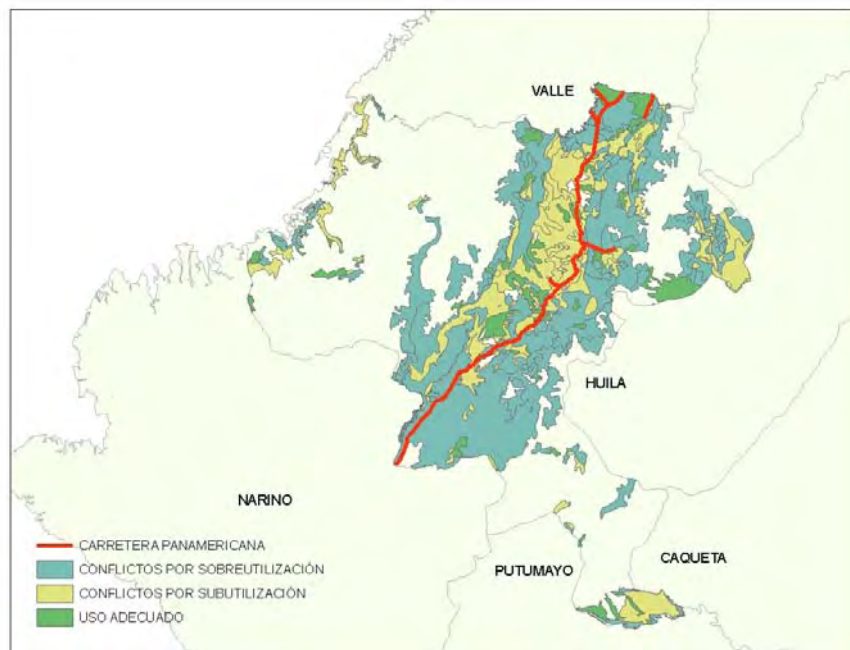 VALLE
HUILA
NARINO
CARRETERA PANAMERICANA
CONFLICTOS POR SOBREUTILIZACIÓN
PUTUMAYO
CAQUETA
CONFLICTOS POR SUBUTILIZACIÓN
USO ADECUADO